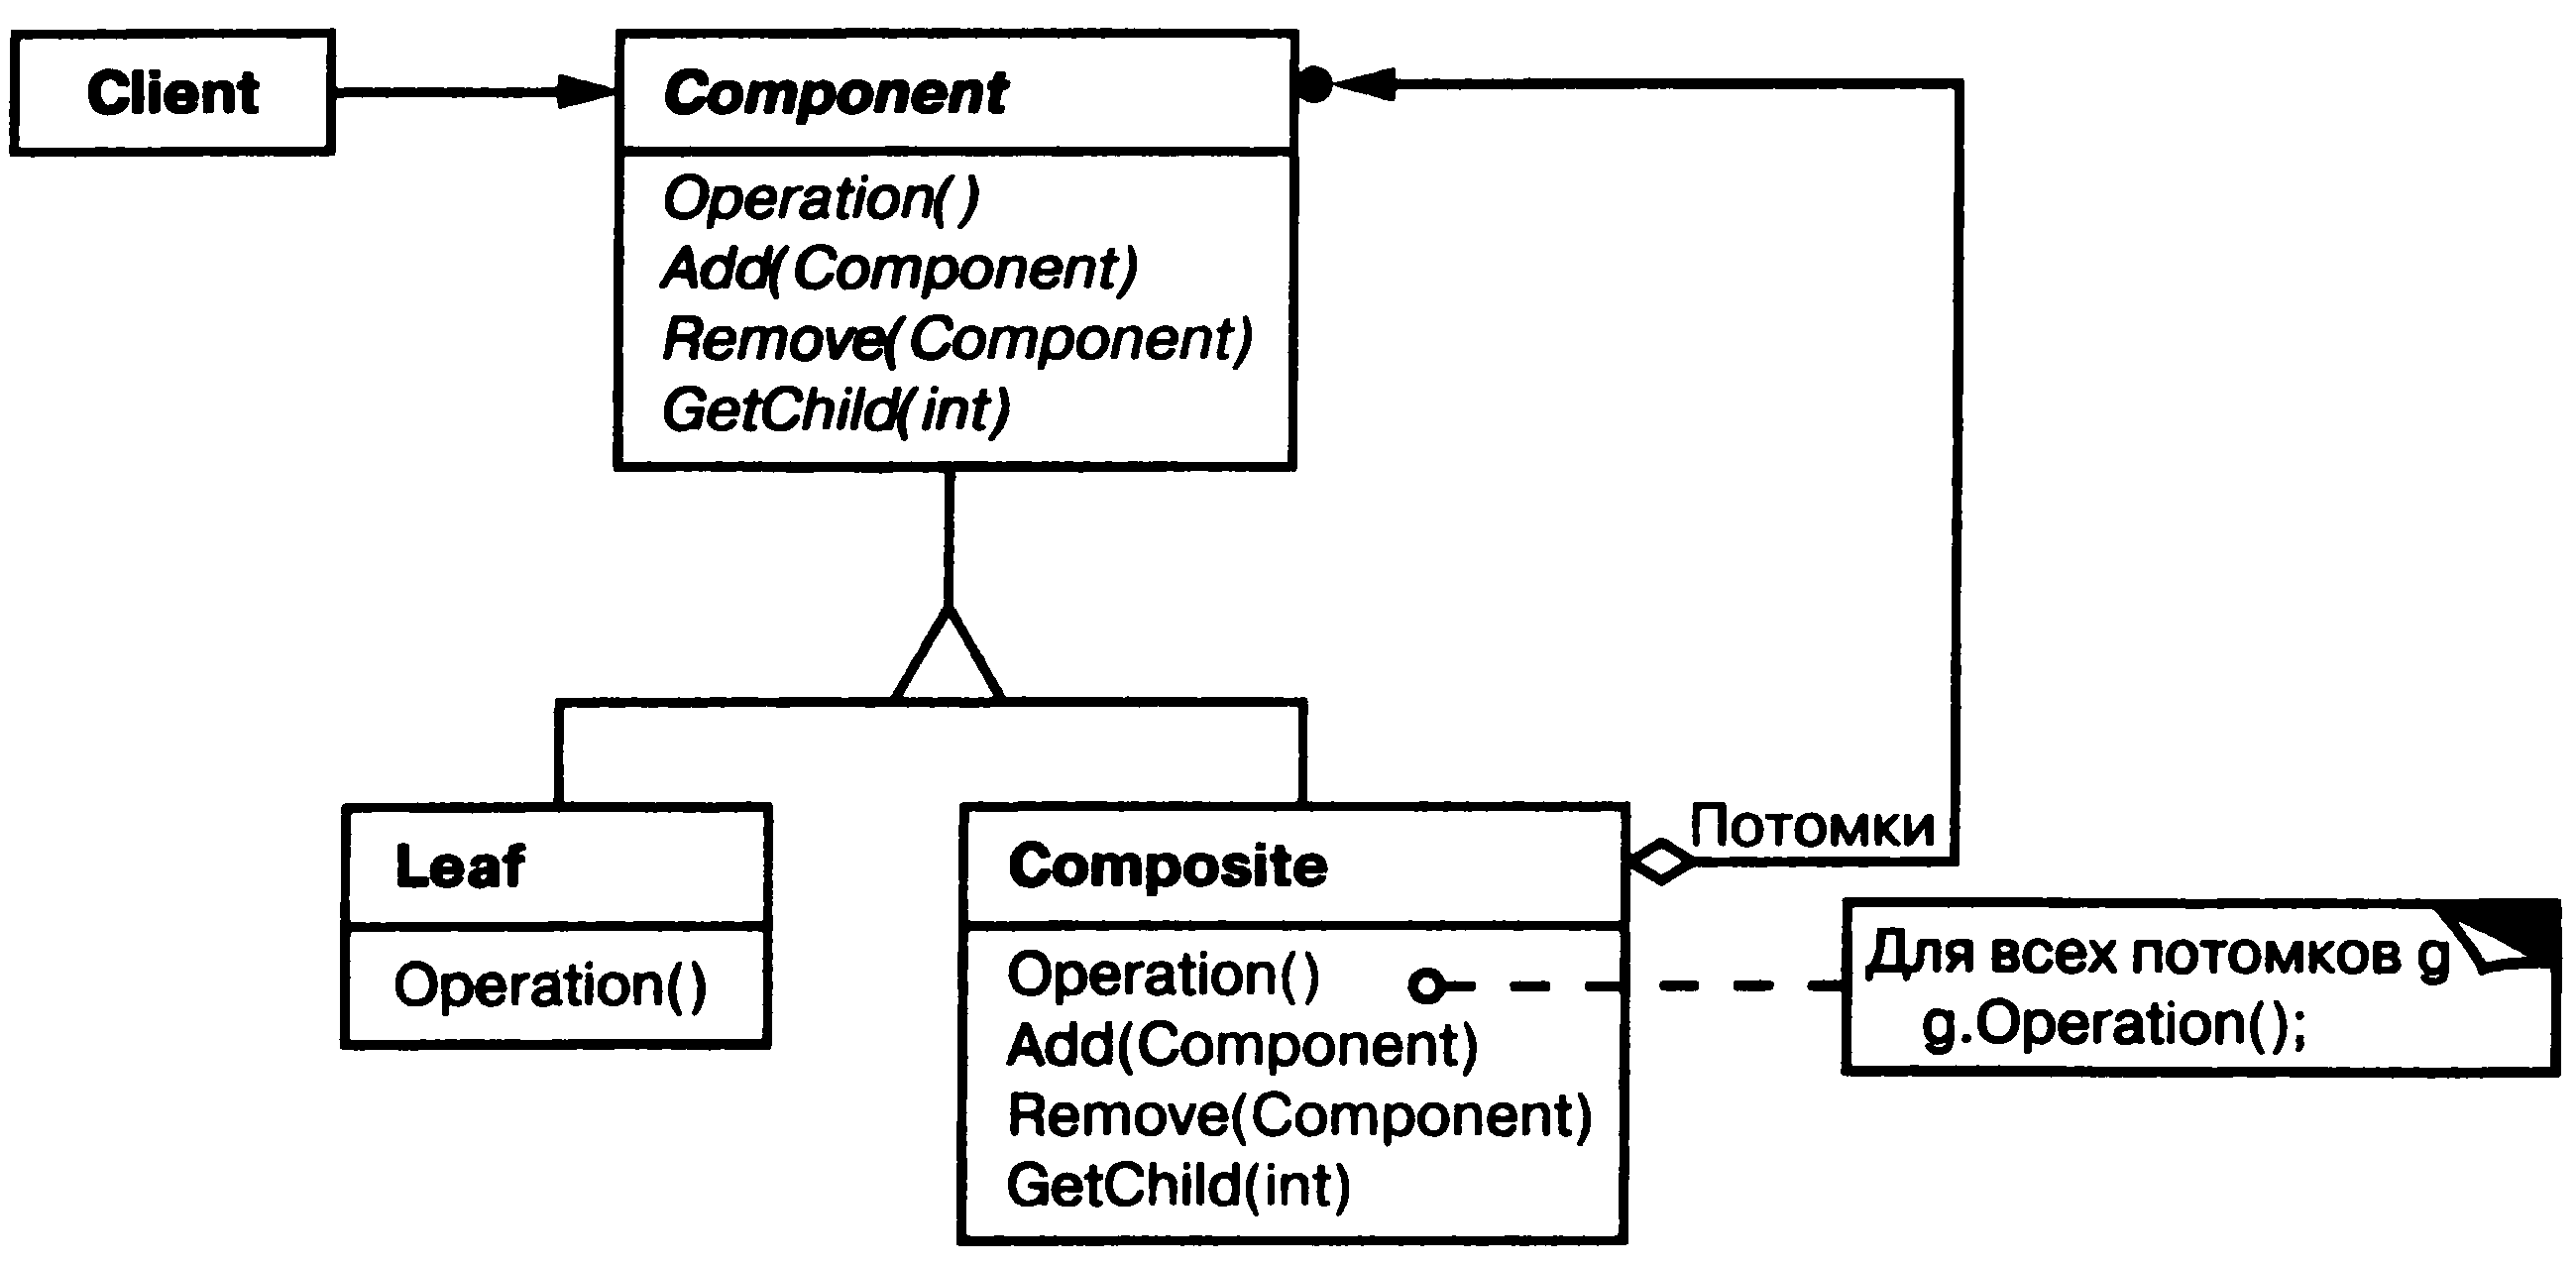 Client
Component
Operation()
Add(Component)
Remove(Component)
GetChild(int)
Leaf
Operation()
Composite
Operation()
Add(Component)
Remove(Component)
GetChild(int)
Потомки
Для всех потомков g
g.Operation();